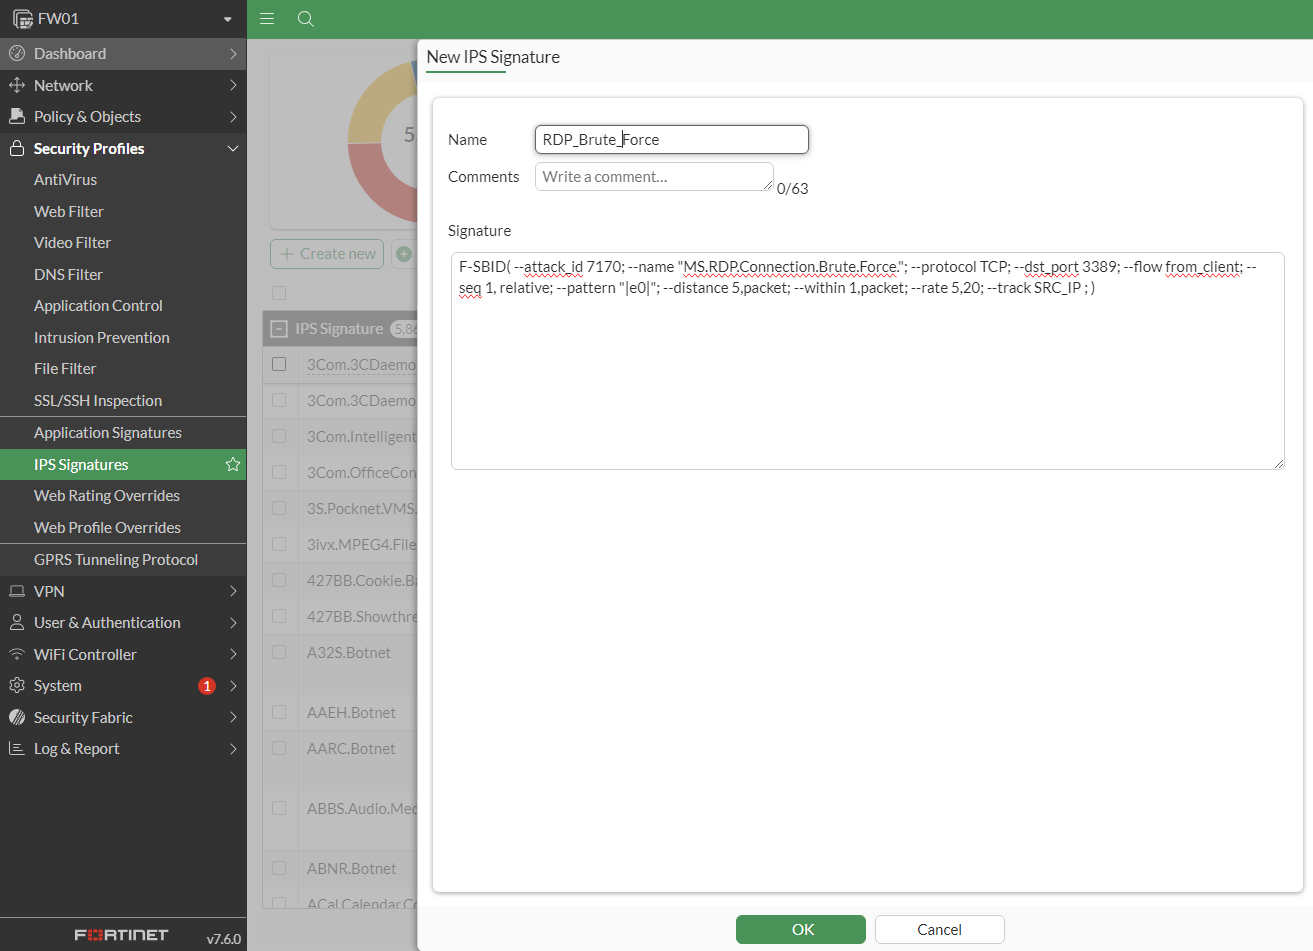 FW01
Dashboard
Network
Policy & Objects
Security Profiles
AntiVirus
Web Filter
Video Filter
DNS Filter
Application Control
Intrusion Prevention
File Filter
SSL/SSH Inspection
Application Signatures
IPS Signatures
Web Rating Overrides
Web Profile Overrides
GPRS Tunneling Protocol
VPN
User & Authentication
WiFi Controller
System 1
Security Fabric
Log & Report
FORTINET v7.6.0
5
+ Create new
IPS Signature 5,86
3Com.3CDaemo
3Com.3CDaemo
3Com.Intelligent
3Com.OfficeCon
3S.Pocknet.VMS.
3ivx.MPEG4.File
427BB.Cookie.Ba
427BB.Showthre
A32S.Botnet
AAEH.Botnet
AARC.Botnet
ABBS.Audio.Med
ABNR.Botnet
ACal.Calendar.Co
New IPS Signature
Name RDP_Brute_Force
Comments Write a comment... 0/63
Signature
F-SBID( --attack_id 7170; --name "MS.RDP.Connection.Brute.Force."; --protocol TCP; --dst_port 3389; --flow from_client; --
seq 1, relative; --pattern "|e0|"; --distance 5,packet; --within 1,packet; --rate 5,20; --track SRC_IP ; )
OK Cancel